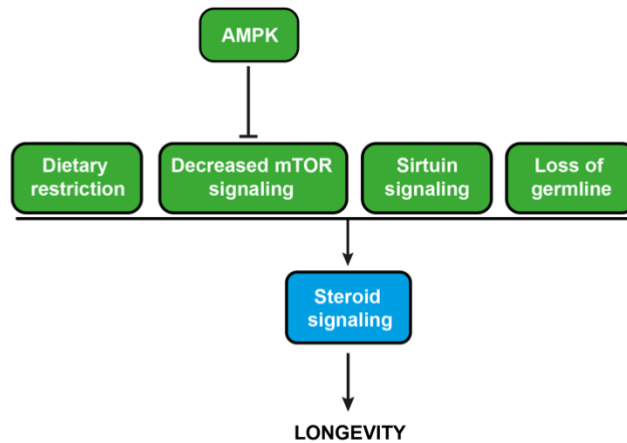 AMPK
Dietary
restriction
Decreased mTOR
signaling
Sirtuin
signaling
Loss of
germline
Steroid
signaling
LONGEVITY